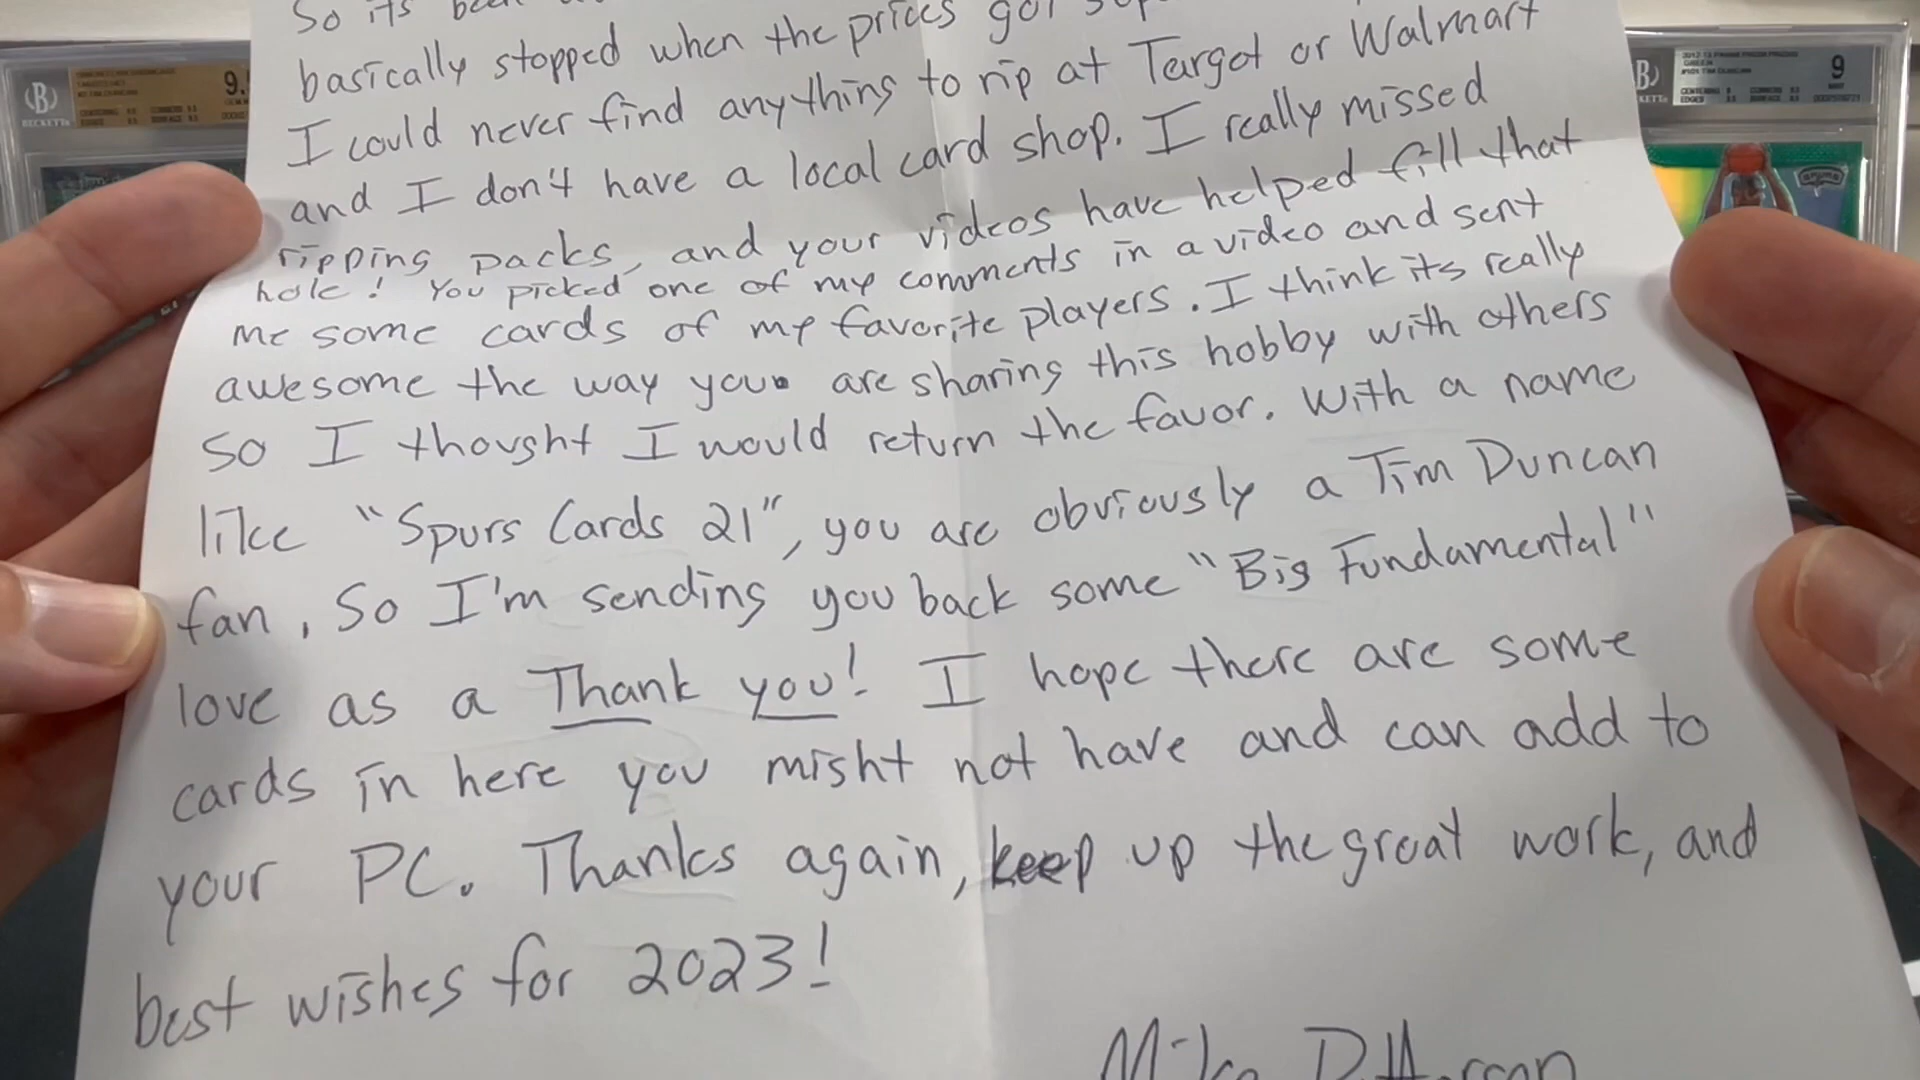 So its been
basically stopped when the prices got
I could never find anything to rip at Target or Walmart
and I don't have a local card shop. I really missed
ripping packs, and your videos have helped fill that
hole! You picked one of my comments in a video and sent
me some cards of my favorite players. I think its really
awesome the way you are sharing this hobby with others
so I thought I would return the favor. With a name
like "Spurs Cards 21", you are obviously a Tim Duncan
fan, So I'm sending you back some "Big Fundamental"
love as a Thank you! I hope there are some
cards in here you might not have and can add to
your PC. Thanks again, keep up the great work, and
best wishes for 2023!
BECKETT
9
SPURS